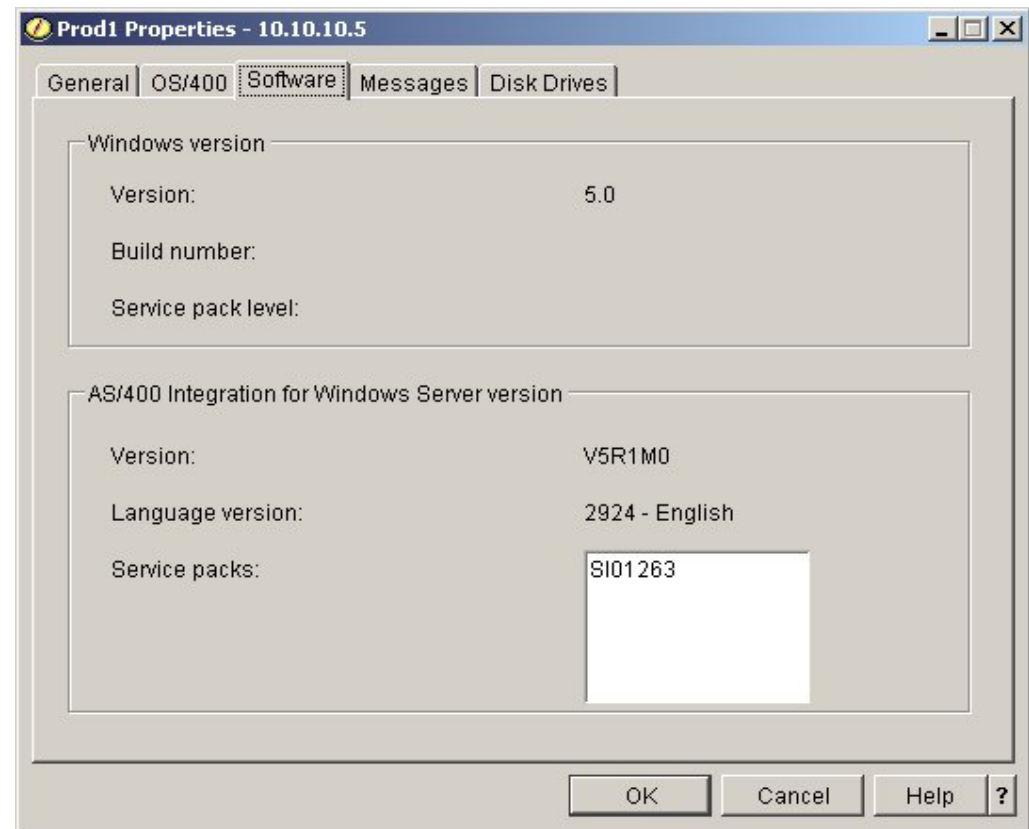 Prod1 Properties - 10.10.10.5
General OS/400 Software Messages Disk Drives
Windows version
Version: 5.0
Build number:
Service pack level:
AS/400 Integration for Windows Server version
Version: V5R1M0
Language version: 2924 - English
Service packs: SI01263
OK Cancel Help ?